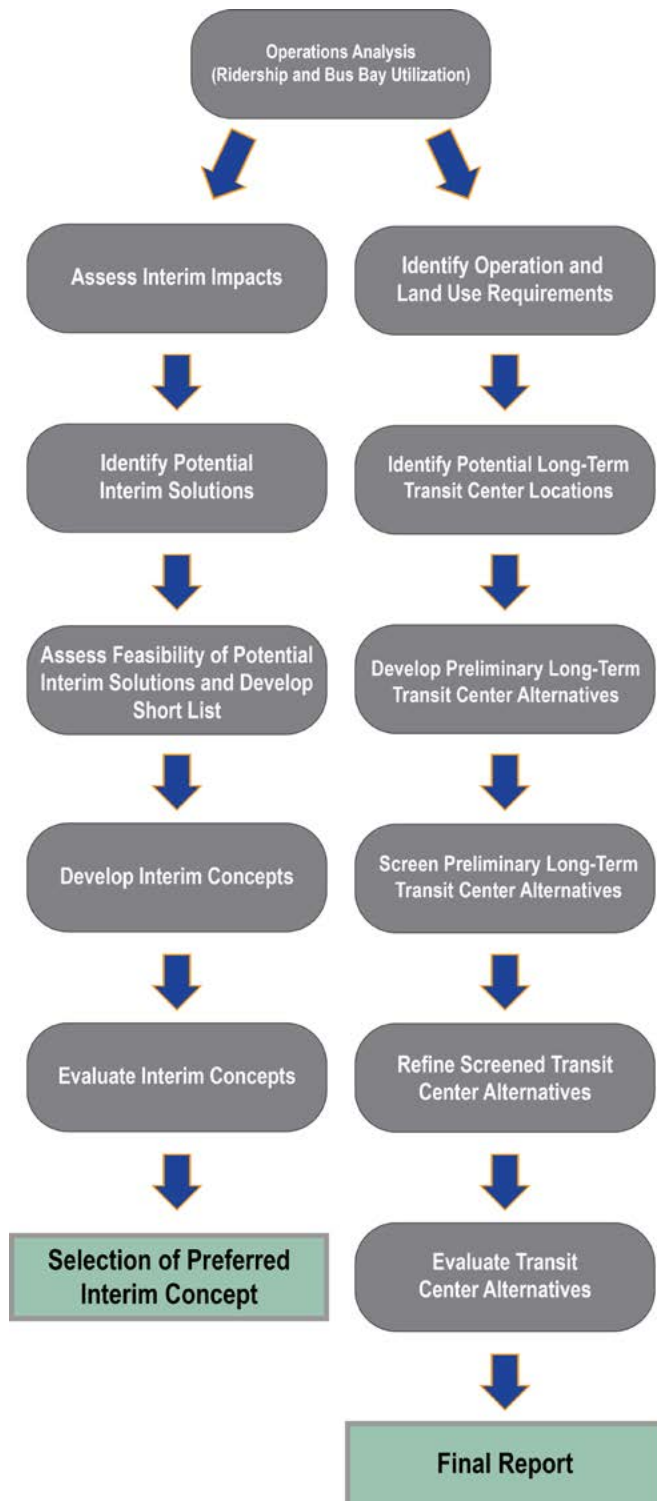 Operations Analysis
(Ridership and Bus Bay Utilization)
Assess Interim Impacts
Identify Potential
Interim Solutions
Assess Feasibility of Potential
Interim Solutions and Develop
Short List
Develop Interim Concepts
Evaluate Interim Concepts
Selection of Preferred
Interim Concept
Identify Operation and
Land Use Requirements
Identify Potential Long-Term
Transit Center Locations
Develop Preliminary Long-Term
Transit Center Alternatives
Screen Preliminary Long-Term
Transit Center Alternatives
Refine Screened Transit
Center Alternatives
Evaluate Transit
Center Alternatives
Final Report